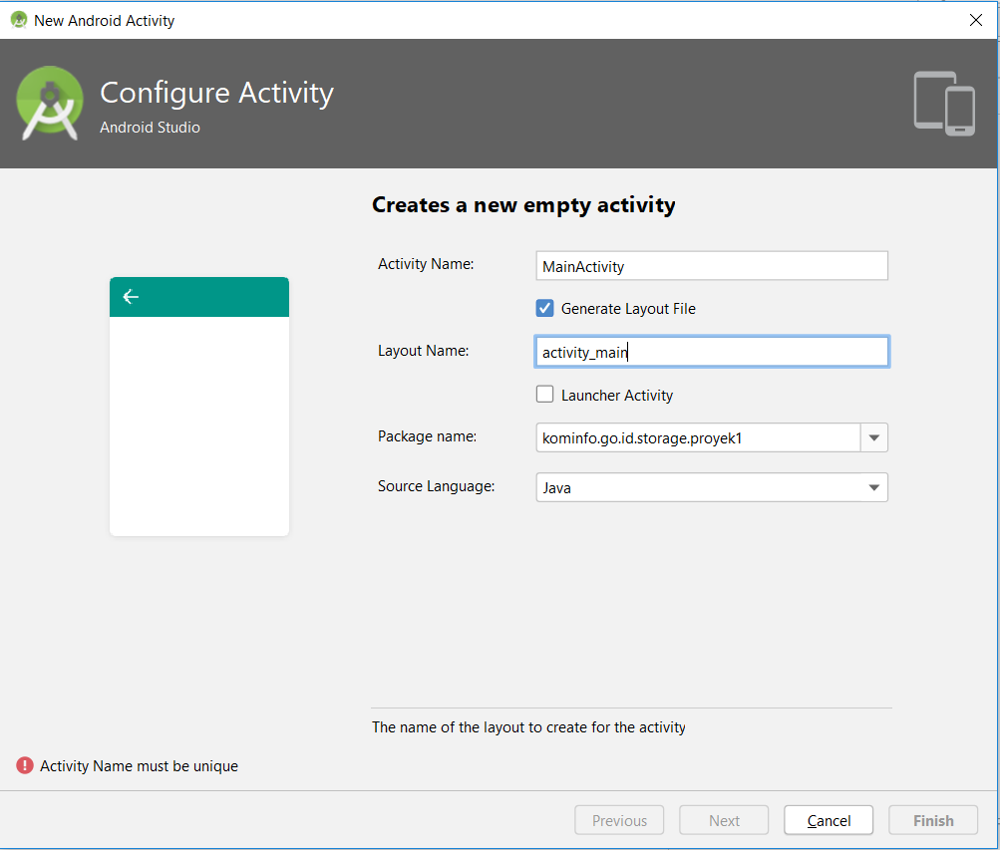 New Android Activity
Configure Activity
Android Studio
Creates a new empty activity
Activity Name: MainActivity
Generate Layout File
Layout Name: activity_main
Launcher Activity
Package name: kominfo.go.id.storage.proyek1
Source Language: Java
The name of the layout to create for the activity
Activity Name must be unique
Previous Next Cancel Finish